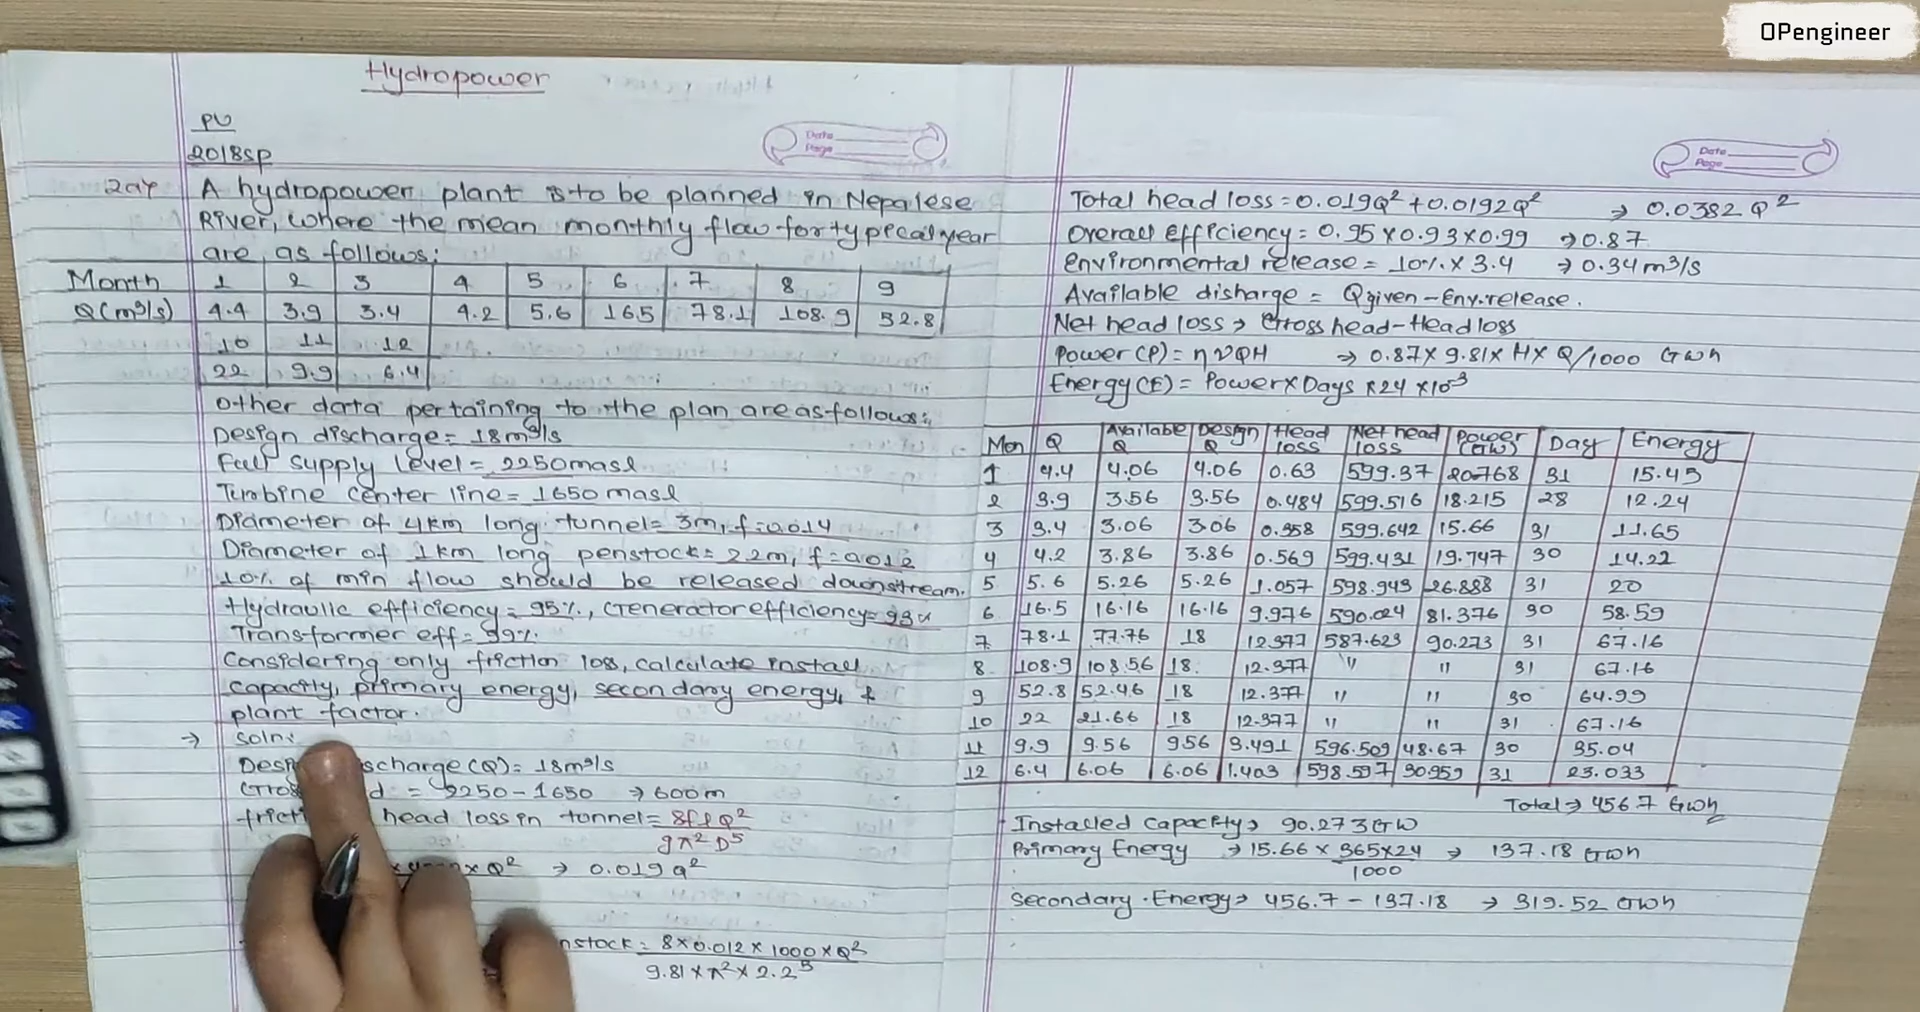 OPengineer
Hydropower
PU
2018sp
Date
Page
2a7
A hydropower plant is to be planned in Nepalese
River, where the mean monthly flow for typical year
are as follows:
Month 1 2 3 4 5 6 7 8 9
Q(m³/s) 4.4 3.9 3.4 4.2 5.6 16.5 78.1 108.9 52.8
10 11 12
22 9.9 6.4
other data pertaining to the plan are as follows:
Design discharge = 18m³/s
Full supply level = 2250masl
Turbine center line = 1650 masl
Diameter of 4km long tunnel = 3m, f=0.014
Diameter of 1km long penstock = 2.2m, f=0.012
10% of min flow should be released downstream.
Hydraulic efficiency = 95%, Generator efficiency = 93%
Transformer eff = 99%.
Considering only friction loss, calculate install
capacity, primary energy, secondary energy, &
plant factor.
→ Soln:
scharge (Q) = 18m³/s
= 2250-1650 → 600m
head loss in tunnel = 8flQ²
gπ²D⁵
×Q² → 0.019Q²
nstock = 8×0.012×1000×Q²
9.81×π²×2.2⁵
Date
Page
Total head loss = 0.019Q²+0.0192Q² → 0.0382 Q²
Overall efficiency = 0.95×0.93×0.99 → 0.87
environmental release = 10%×3.4 → 0.34m³/s
Available disharge = Qgiven-Env.release.
Net head loss → Gross head-Head loss
Power (P) = ηγQH → 0.87×9.81×H×Q/1000 Gwh
Energy(E) = Power×Days×24×10⁻³
Mon Q Availabe Q Design Q Head loss Net head loss Power (GW) Day Energy
1 4.4 4.06 4.06 0.63 599.37 20.768 31 15.45
2 3.9 3.56 3.56 0.484 599.516 18.215 28 12.24
3 3.4 3.06 3.06 0.358 599.642 15.66 31 11.65
4 4.2 3.86 3.86 0.569 599.431 19.747 30 14.22
5 5.6 5.26 5.26 1.057 598.943 26.888 31 20
6 16.5 16.16 16.16 9.976 590.024 81.376 30 58.59
7 78.1 77.76 18 12.377 587.623 90.273 31 67.16
8 108.9 108.56 18 12.377 " " 31 67.16
9 52.8 52.46 18 12.377 " " 30 64.99
10 22 21.66 18 12.377 " " 31 67.16
11 9.9 9.56 9.56 3.491 596.509 48.67 30 35.04
12 6.4 6.06 6.06 1.403 598.597 30.959 31 23.033
Total → 456.7 Gwh
Installed capacity → 90.273 GW
Primary Energy → 15.66 × 365×24 → 137.18 Gwh
1000
Secondary Energy → 456.7 - 137.18 → 319.52 Gwh